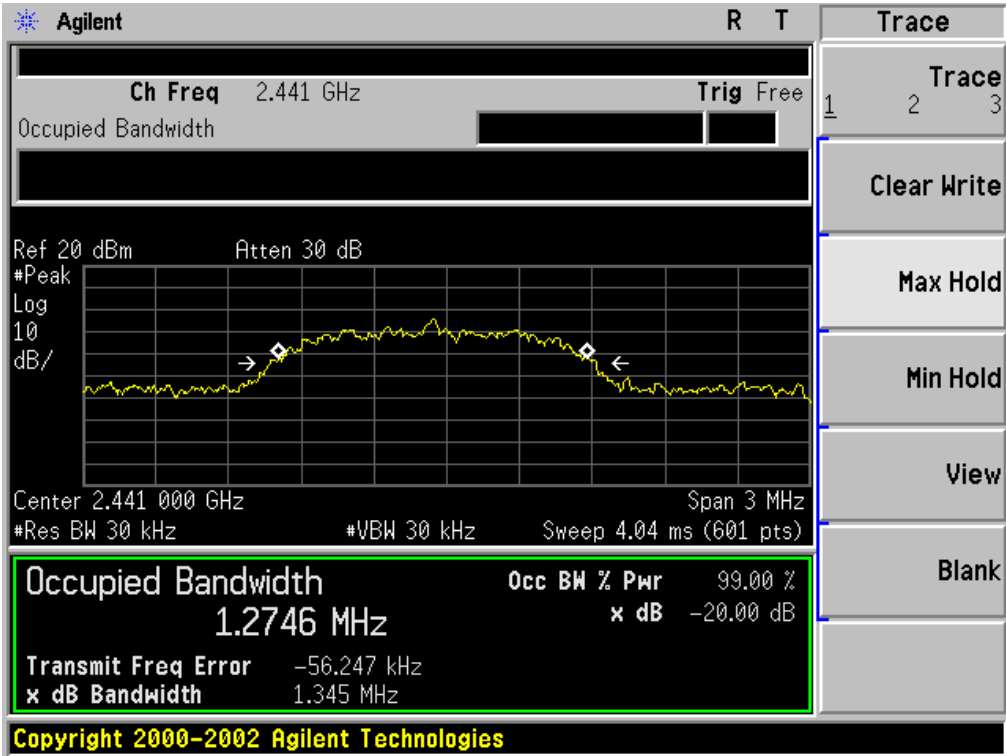 Agilent R T Trace
Ch Freq 2.441 GHz Trig Free
Occupied Bandwidth
Trace
1 2 3
Clear Write
Max Hold
Min Hold
View
Blank
Ref 20 dBm Atten 30 dB
#Peak
Log
10
dB/
Center 2.441 000 GHz Span 3 MHz
#Res BW 30 kHz #VBW 30 kHz Sweep 4.04 ms (601 pts)
Occupied Bandwidth Occ BW % Pwr 99.00 %
1.2746 MHz x dB -20.00 dB
Transmit Freq Error -56.247 kHz
x dB Bandwidth 1.345 MHz
Copyright 2000-2002 Agilent Technologies